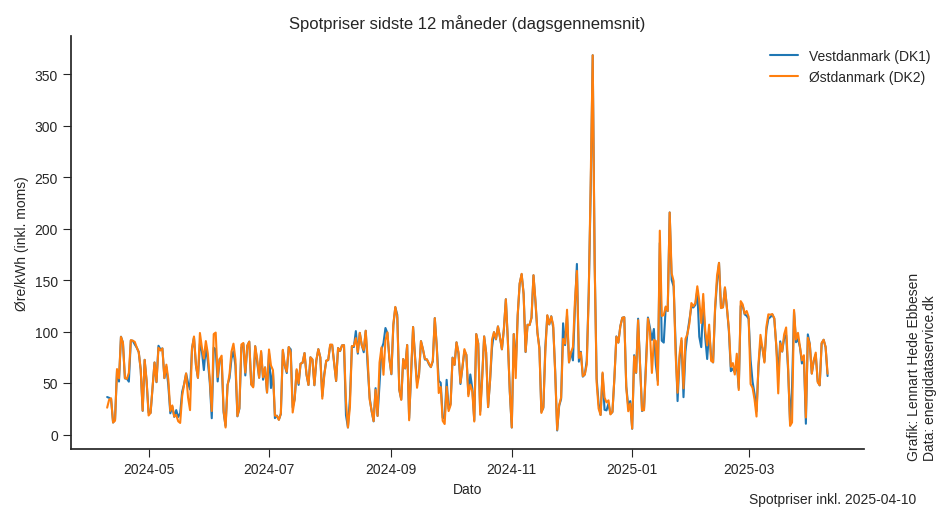 Spotpriser sidste 12 måneder (dagsgennemsnit)
Vestdanmark (DK1)
Østdanmark (DK2)
350
300
250
200
150
100
50
0
Øre/kWh (inkl. moms)
2024-05
2024-07
2024-09
2024-11
2025-01
2025-03
Dato
Grafik: Lennart Hede Ebbesen
Data: energidataservice.dk
Spotpriser inkl. 2025-04-10